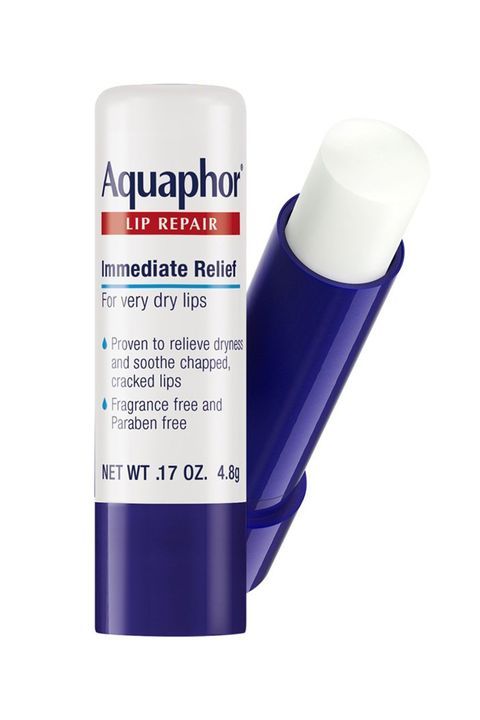 Aquaphor®
LIP REPAIR
Immediate Relief
For very dry lips
Proven to relieve dryness
and soothe chapped,
cracked lips
Fragrance free and
Paraben free
NET WT .17 OZ. 4.8g